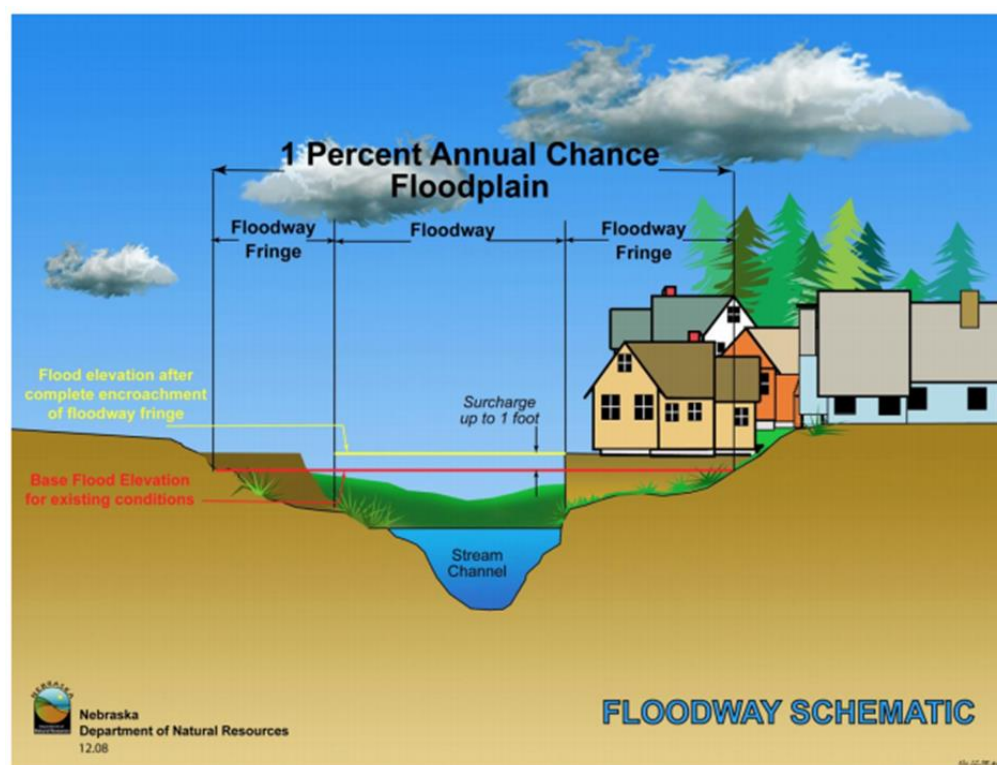 1 Percent Annual Chance
Floodplain
Floodway
Fringe
Floodway
Floodway
Fringe
Flood elevation after
complete encroachment
of floodway fringe
Surcharge
up to 1 foot
Base Flood Elevation
for existing conditions
Stream
Channel
NEBRASKA
Nebraska
Department of Natural Resources
12.08
FLOODWAY SCHEMATIC